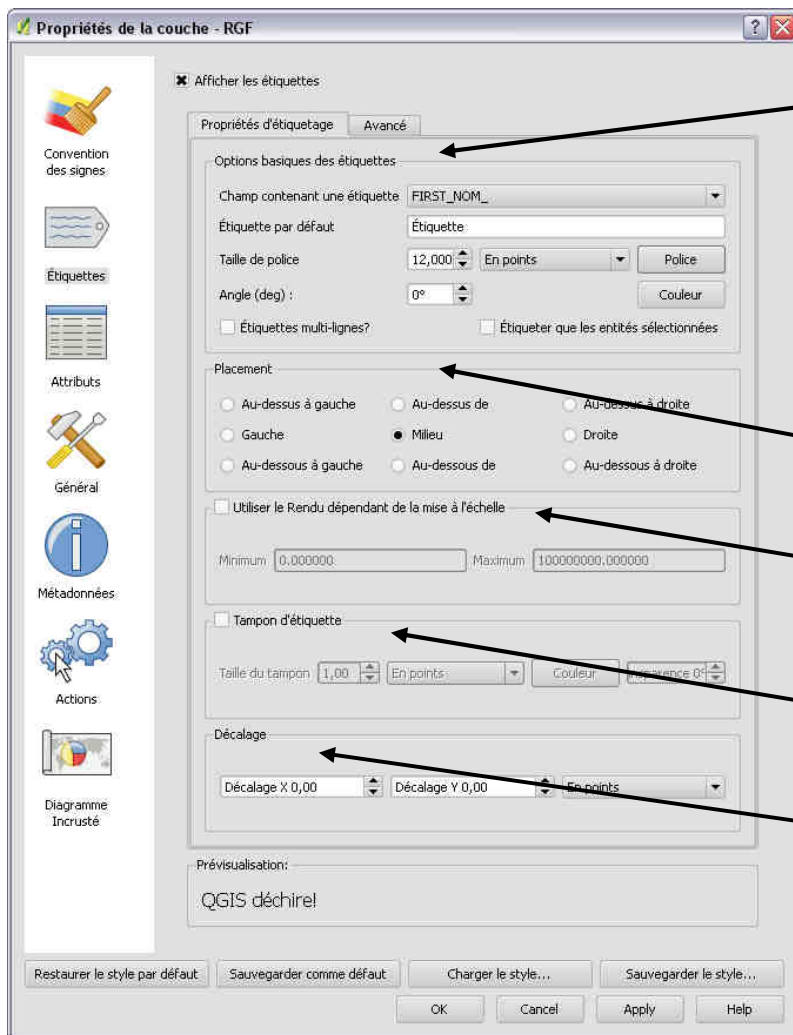 Propriétés de la couche - RGF
Convention
des signes
Étiquettes
Attributs
Général
Métadonnées
Actions
Diagramme
Incrusté
Afficher les étiquettes
Propriétés d'étiquetage
Avancé
Options basiques des étiquettes
Champ contenant une étiquette FIRST_NOM_
Étiquette par défaut Étiquette
Taille de police 12,000 En points Police
Angle (deg) : 0° Couleur
Étiquettes multi-lignes? Étiqueter que les entités sélectionnées
Placement
Au-dessus à gauche Au-dessus de Au-dessus à droite
Gauche Milieu Droite
Au-dessous à gauche Au-dessous de Au-dessous à droite
Utiliser le Rendu dépendant de la mise à l'échelle
Minimum 0.000000 Maximum 100000000.000000
Tampon d'étiquette
Taille du tampon 1,00 En points Couleur
Décalage
Décalage X 0,00 Décalage Y 0,00 En points
Prévisualisation:
QGIS déchire!
Restaurer le style par défaut Sauvegarder comme défaut Charger le style... Sauvegarder le style...
OK Cancel Apply Help